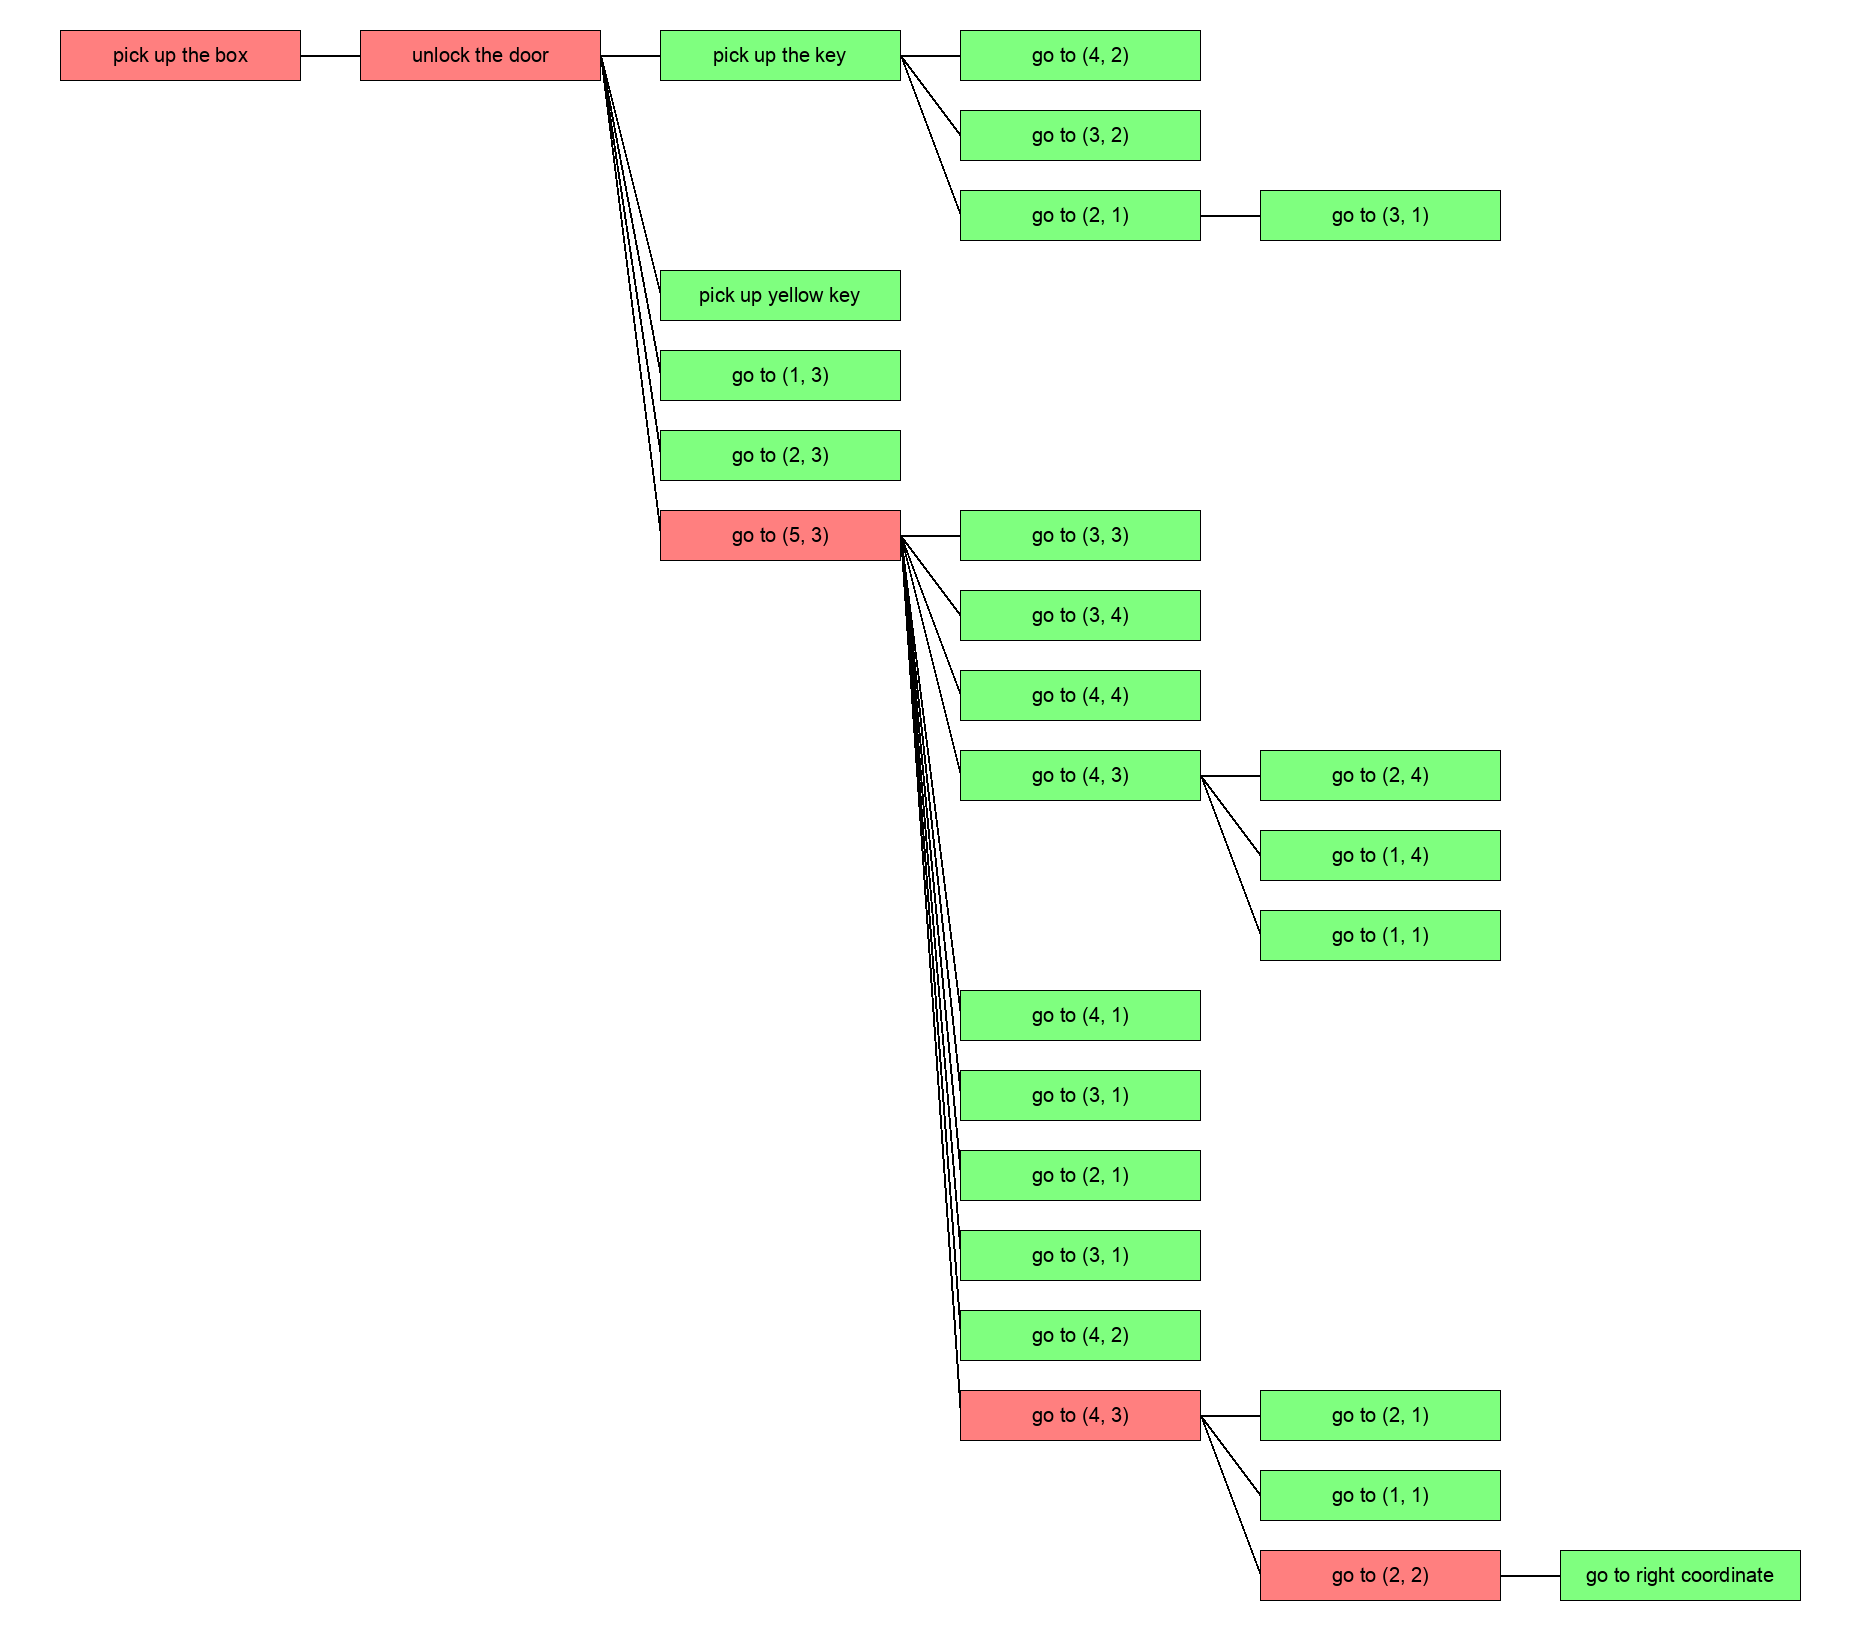 pick up the box
unlock the door
pick up the key
go to (4, 2)
go to (3, 2)
go to (2, 1)
go to (3, 1)
pick up yellow key
go to (1, 3)
go to (2, 3)
go to (5, 3)
go to (3, 3)
go to (3, 4)
go to (4, 4)
go to (4, 3)
go to (2, 4)
go to (1, 4)
go to (1, 1)
go to (4, 1)
go to (3, 1)
go to (2, 1)
go to (3, 1)
go to (4, 2)
go to (4, 3)
go to (2, 1)
go to (1, 1)
go to (2, 2)
go to right coordinate